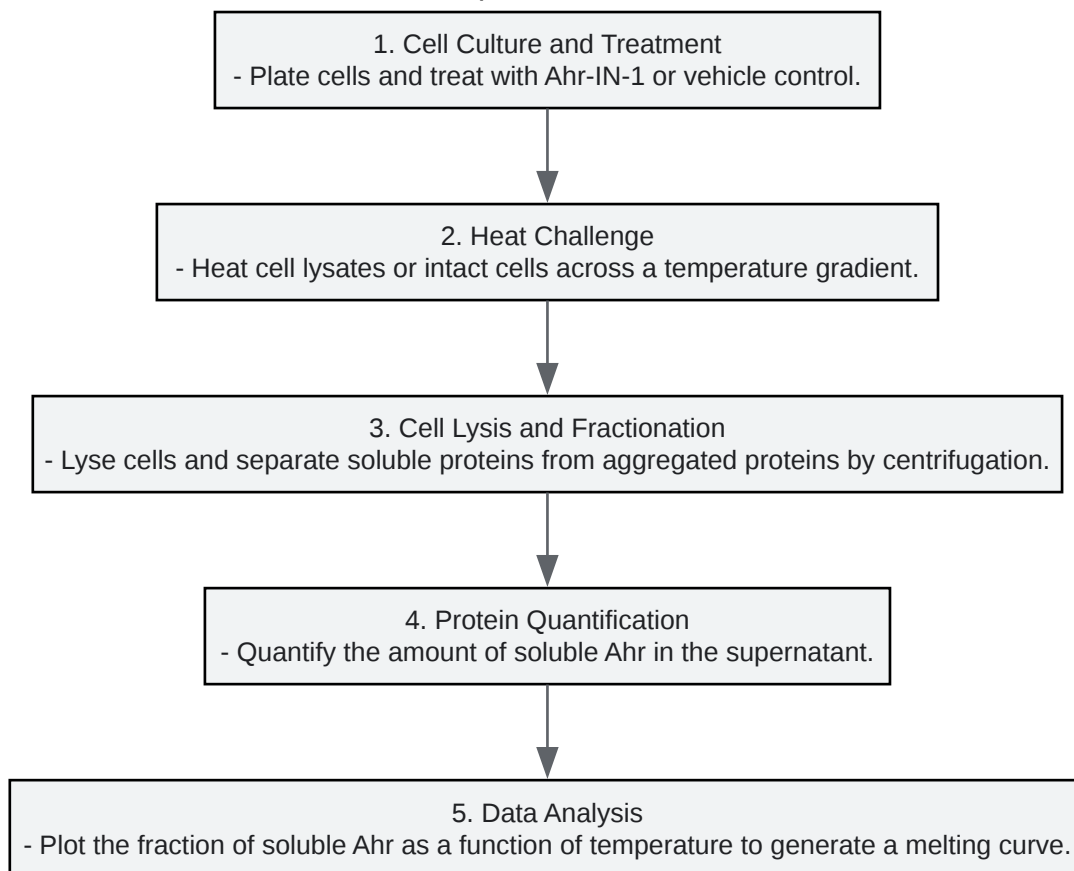 1. Cell Culture and Treatment
- Plate cells and treat with Ahr-IN-1 or vehicle control.
2. Heat Challenge
- Heat cell lysates or intact cells across a temperature gradient.
3. Cell Lysis and Fractionation
- Lyse cells and separate soluble proteins from aggregated proteins by centrifugation.
4. Protein Quantification
- Quantify the amount of soluble Ahr in the supernatant.
5. Data Analysis
- Plot the fraction of soluble Ahr as a function of temperature to generate a melting curve.